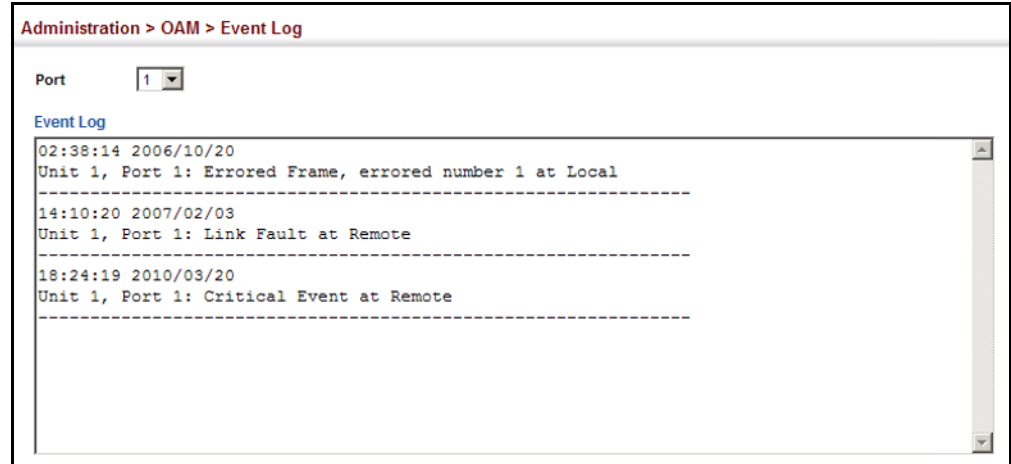 Administration > OAM > Event Log
Port 1
Event Log
02:38:14 2006/10/20
Unit 1, Port 1: Errored Frame, errored number 1 at Local
---------------------------------------------------------------
14:10:20 2007/02/03
Unit 1, Port 1: Link Fault at Remote
---------------------------------------------------------------
18:24:19 2010/03/20
Unit 1, Port 1: Critical Event at Remote
---------------------------------------------------------------